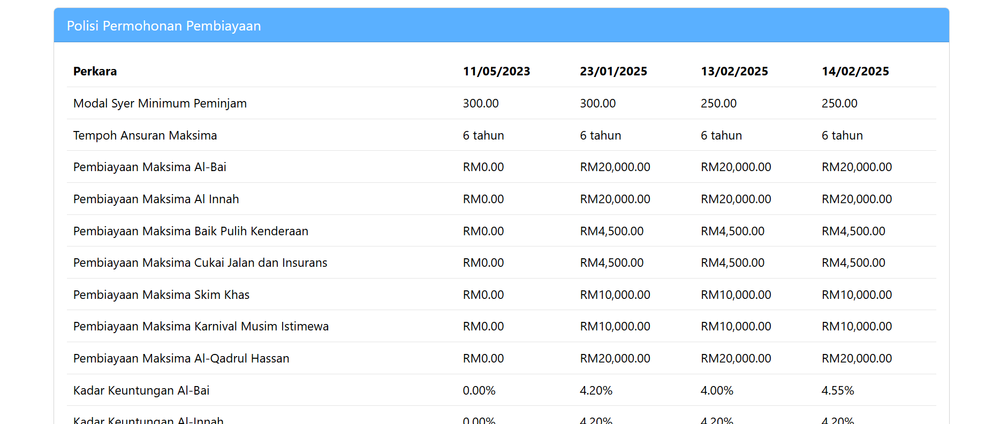 Polisi Permohonan Pembiayaan
Perkara 11/05/2023 23/01/2025 13/02/2025 14/02/2025
Modal Syer Minimum Peminjam 300.00 300.00 250.00 250.00
Tempoh Ansuran Maksima 6 tahun 6 tahun 6 tahun 6 tahun
Pembiayaan Maksima Al-Bai RM0.00 RM20,000.00 RM20,000.00 RM20,000.00
Pembiayaan Maksima Al Innah RM0.00 RM20,000.00 RM20,000.00 RM20,000.00
Pembiayaan Maksima Baik Pulih Kenderaan RM0.00 RM4,500.00 RM4,500.00 RM4,500.00
Pembiayaan Maksima Cukai Jalan dan Insurans RM0.00 RM4,500.00 RM4,500.00 RM4,500.00
Pembiayaan Maksima Skim Khas RM0.00 RM10,000.00 RM10,000.00 RM10,000.00
Pembiayaan Maksima Karnival Musim Istimewa RM0.00 RM10,000.00 RM10,000.00 RM10,000.00
Pembiayaan Maksima Al-Qadrul Hassan RM0.00 RM20,000.00 RM20,000.00 RM20,000.00
Kadar Keuntungan Al-Bai 0.00% 4.20% 4.00% 4.55%
Kadar Keuntungan Al-Innah 0.00% 4.20% 4.20% 4.20%